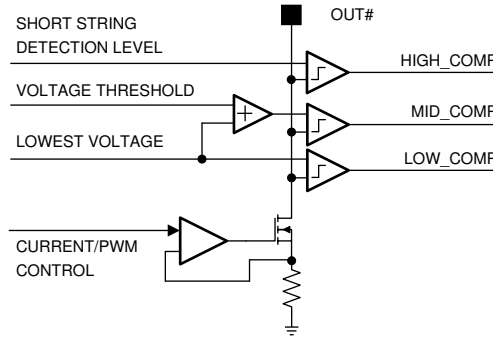 SHORT STRING
DETECTION LEVEL
OUT#
HIGH_COMP
VOLTAGE THRESHOLD
MID_COMP
LOWEST VOLTAGE
LOW_COMP
CURRENT/PWM
CONTROL